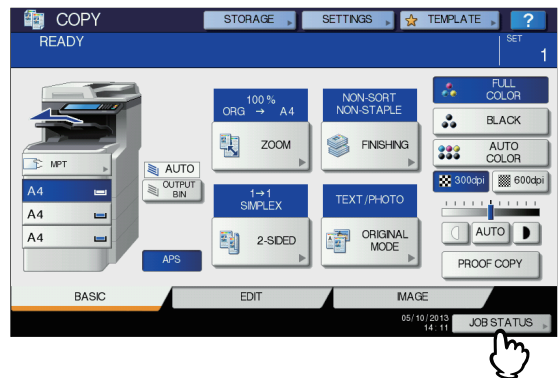 COPY
STORAGE
SETTINGS
TEMPLATE
?
READY
SET
1
100 %
ORG → A4
ZOOM
NON-SORT
NON-STAPLE
FINISHING
FULL
COLOR
BLACK
AUTO
COLOR
300dpi
600dpi
MPT
A4
A4
A4
AUTO
OUTPUT
BIN
APS
1→1
SIMPLEX
2-SIDED
TEXT/PHOTO
ORIGINAL
MODE
AUTO
PROOF COPY
BASIC
EDIT
IMAGE
05/10/2013
14:11
JOB STATUS